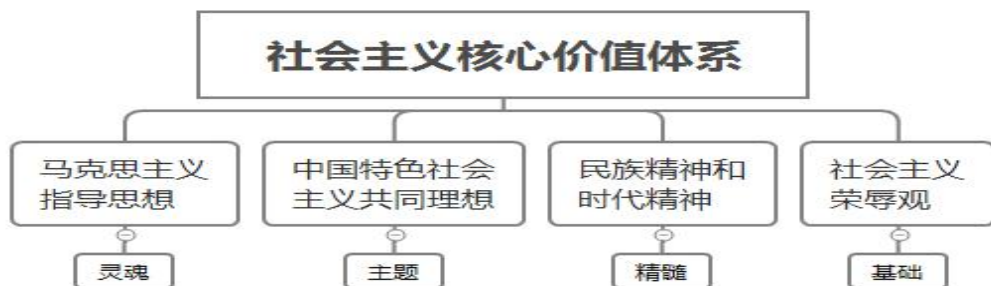 社会主义核心价值体系
马克思主义
指导思想
中国特色社会
主义共同理想
民族精神和
时代精神
社会主义
荣辱观
灵魂
主题
精髓
基础